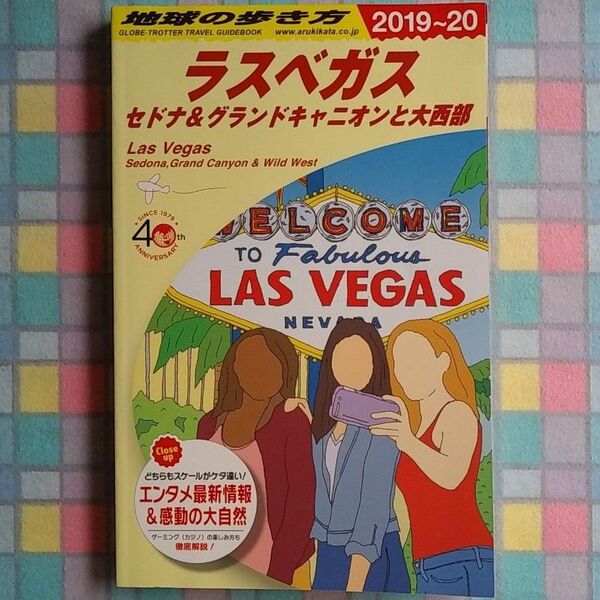 地球の歩き方
GLOBE-TROTTER TRAVEL GUIDEBOOK
www.arukikata.co.jp
2019~20
ラスベガス
セドナ&グランドキャニオンと大西部
Las Vegas
Sedona,Grand Canyon & Wild West
SINCE 1979
40th
ANNIVERSARY
WELCOME
TO Fabulous
LAS VEGAS
NEVADA
Close up
どちらもスケールがケタ違い!
エンタメ最新情報
&感動の大自然
ゲーミング(カジノ)の楽しみ方も
徹底解説!